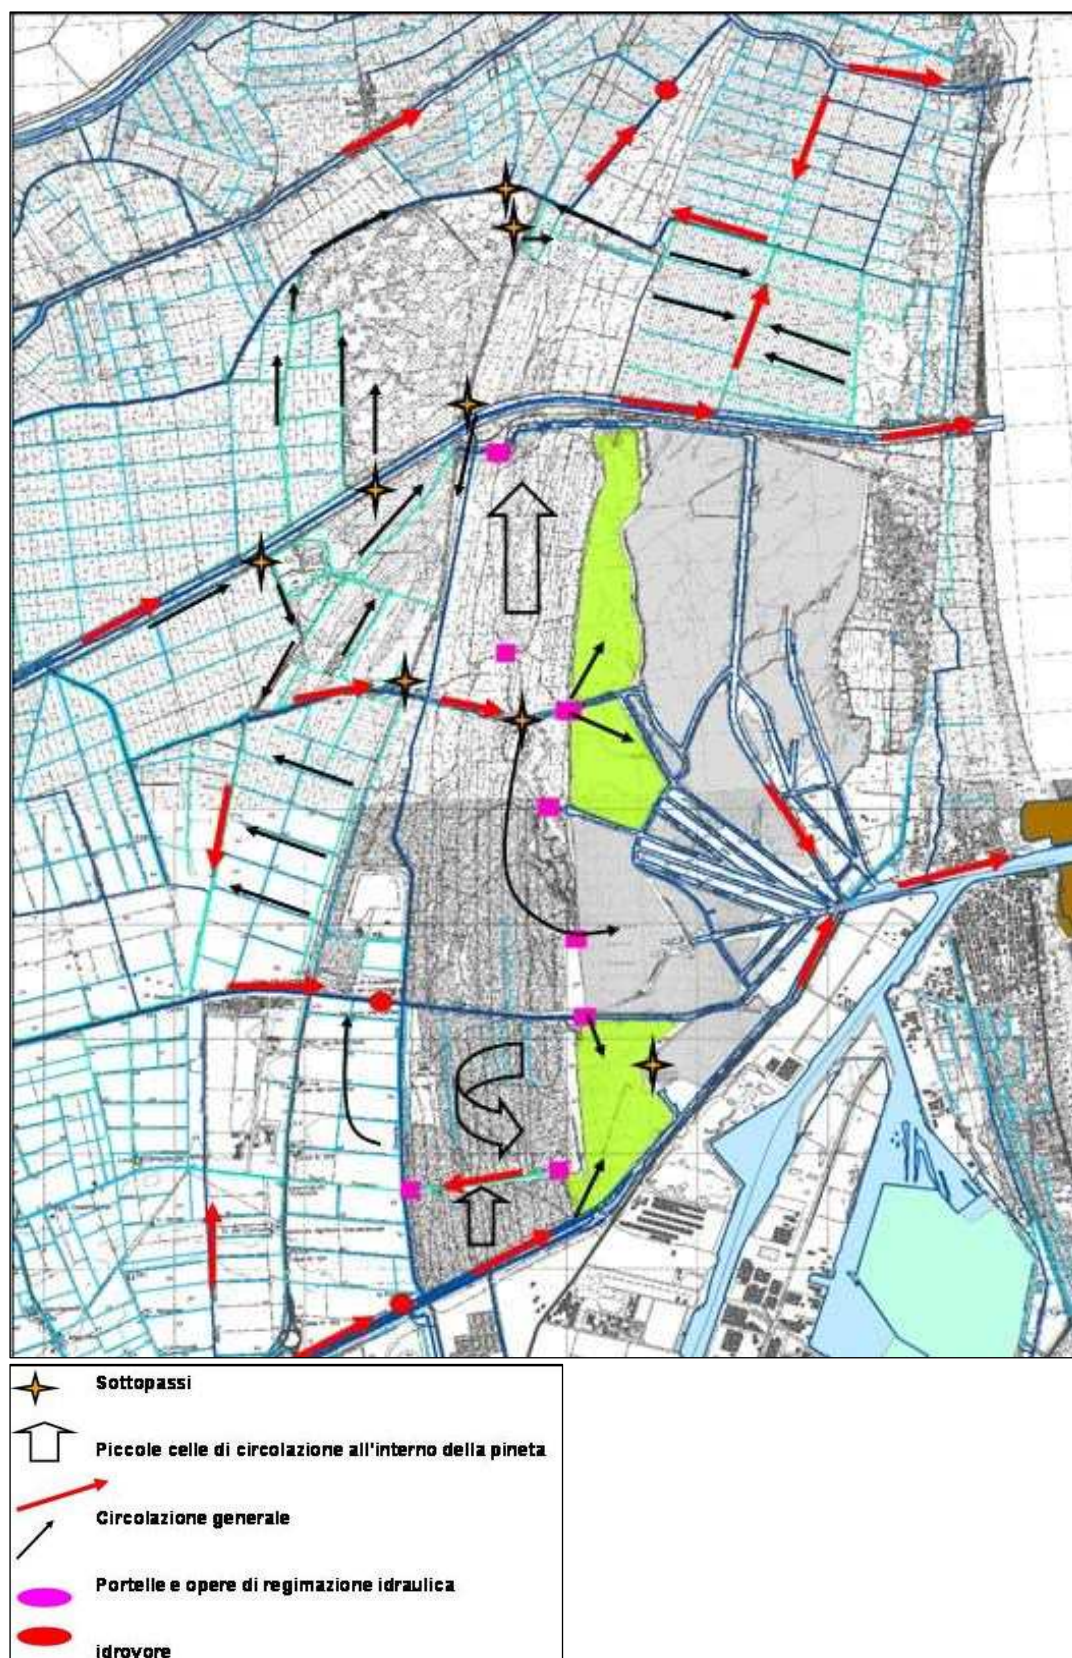 Sottopassi
Piccole celle di circolazione all'interno della pineta
Circolazione generale
Portelle e opere di regimazione idraulica
idrovore